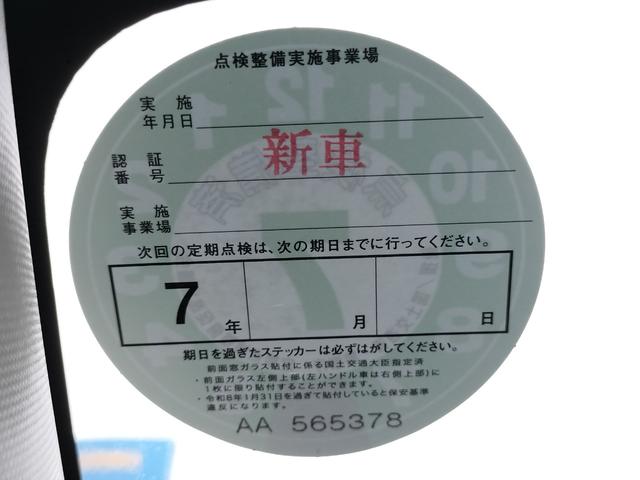 点検整備実施事業場
実施
年月日
新車
認証
番号
実施
事業場
次回の定期点検は、次の期日までに行ってください。
7年 月 日
期日を過ぎたステッカーは必ずはがしてください。
前面窓ガラス貼付に係る国土交通大臣指定済
・前面ガラス左側上部(左ハンドル車は右側上部)に
1枚に限り貼付することができます。
・令和8年1月31日を過ぎて貼付していると保安基準
違反になります。
AA 565378